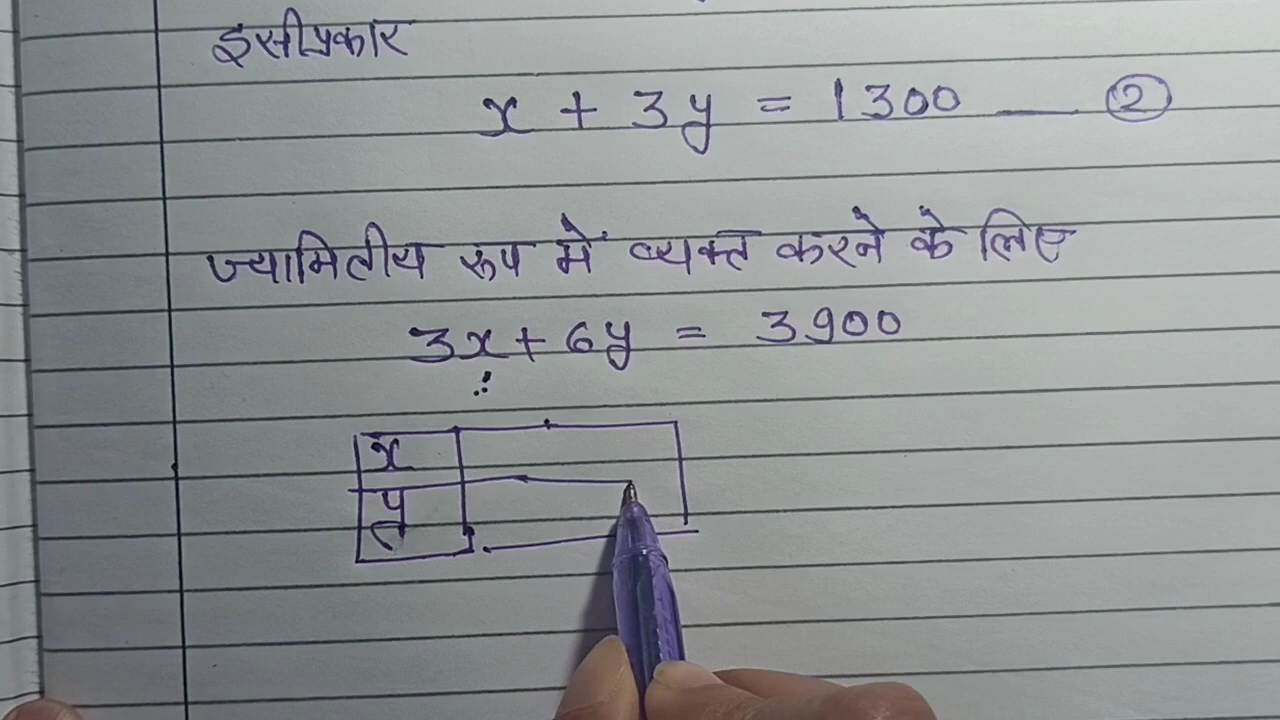 इसीप्रकार
x + 3y = 1300 — ②
ज्यामितीय रूप में व्यक्त करने के लिए
3x + 6y = 3900
x
y